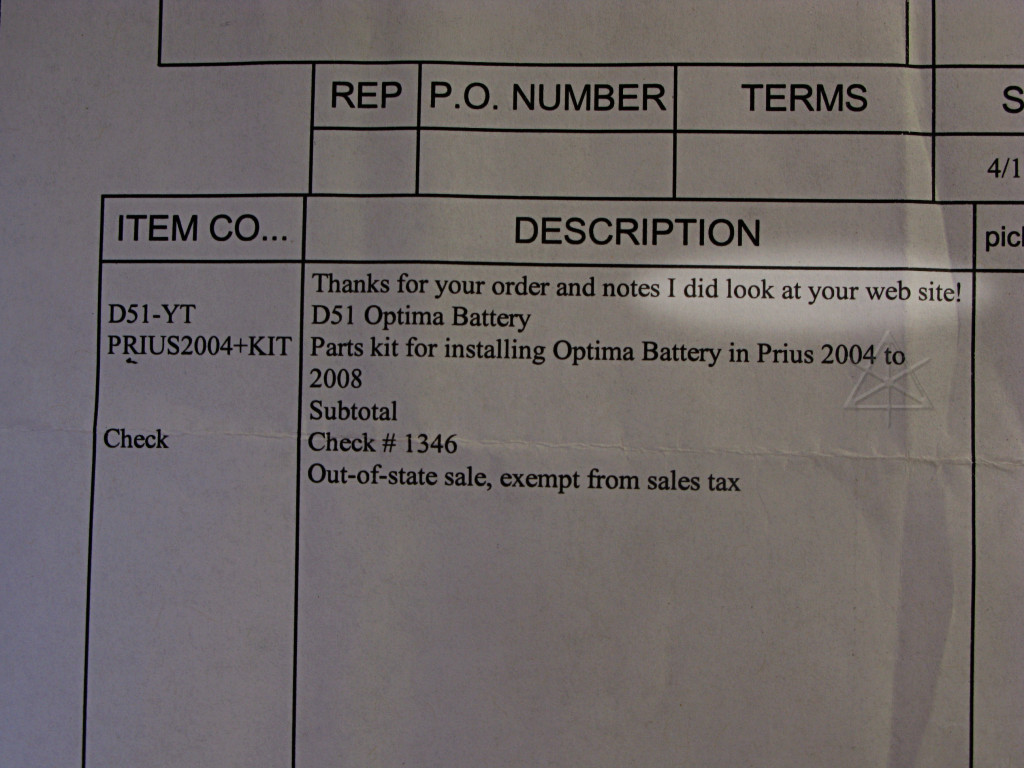 REP P.O. NUMBER TERMS S
4/1
ITEM CO... DESCRIPTION pic
Thanks for your order and notes I did look at your web site!
D51-YT D51 Optima Battery
PRIUS2004+KIT Parts kit for installing Optima Battery in Prius 2004 to
2008
Subtotal
Check Check # 1346
Out-of-state sale, exempt from sales tax